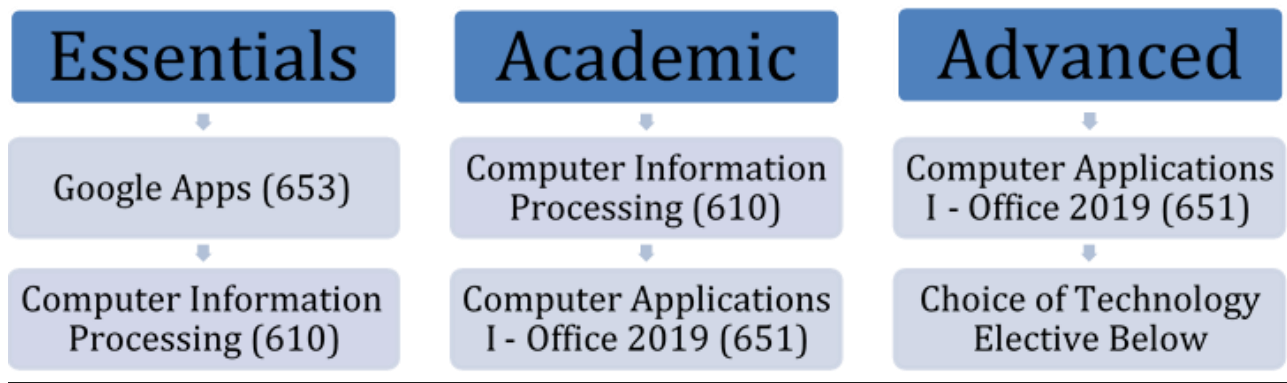 Essentials
Google Apps (653)
Computer Information
Processing (610)
Academic
Computer Information
Processing (610)
Computer Applications
I - Office 2019 (651)
Advanced
Computer Applications
I - Office 2019 (651)
Choice of Technology
Elective Below